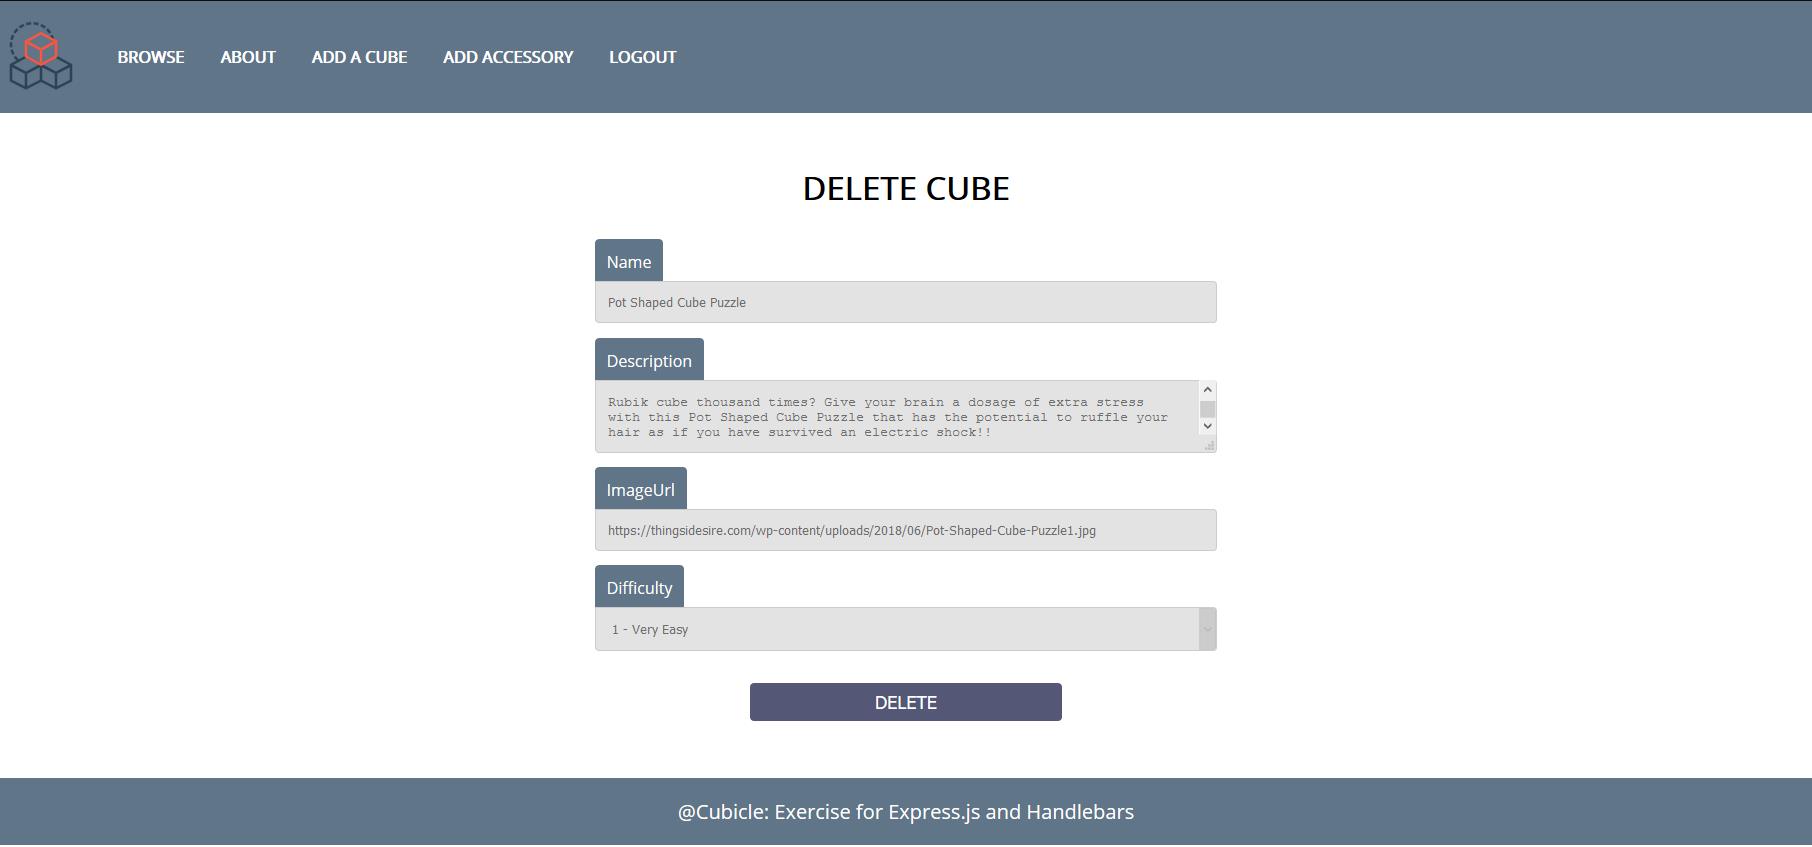 BROWSE ABOUT ADD A CUBE ADD ACCESSORY LOGOUT
DELETE CUBE
Name
Pot Shaped Cube Puzzle
Description
Rubik cube thousand times? Give your brain a dosage of extra stress
with this Pot Shaped Cube Puzzle that has the potential to ruffle your
hair as if you have survived an electric shock!!
ImageUrl
https://thingsidesire.com/wp-content/uploads/2018/06/Pot-Shaped-Cube-Puzzle1.jpg
Difficulty
1 - Very Easy
DELETE
@Cubicle: Exercise for Express.js and Handlebars